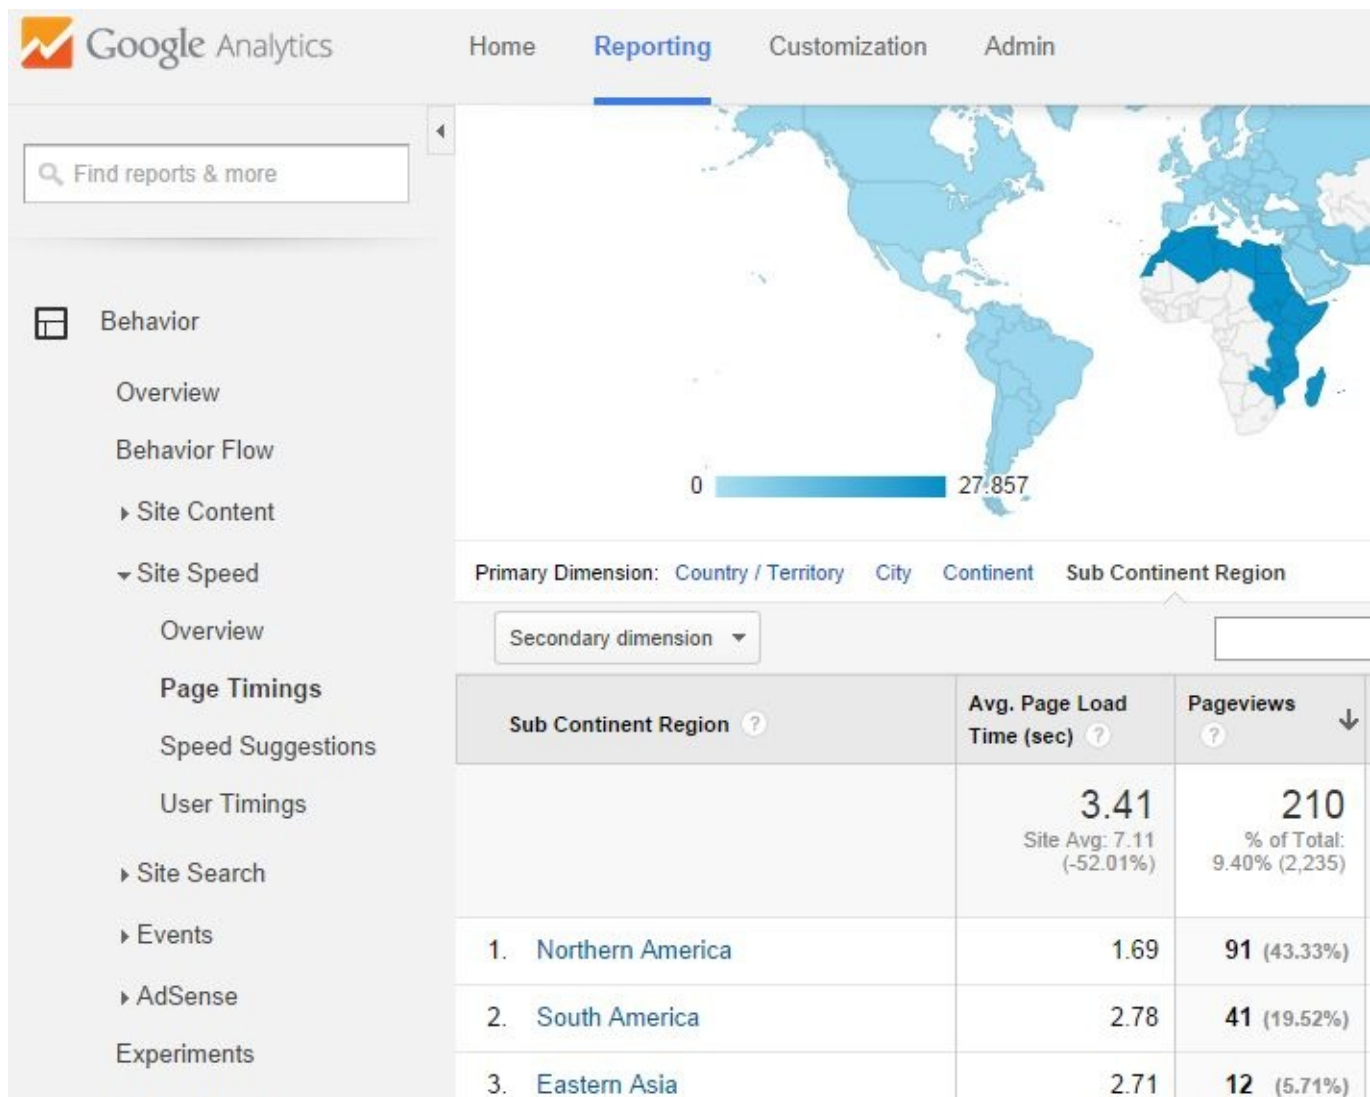 Google Analytics
Home Reporting Customization Admin
Find reports & more
Behavior
Overview
Behavior Flow
Site Content
Site Speed
Overview
Page Timings
Speed Suggestions
User Timings
Site Search
Events
AdSense
Experiments
0 27.857
Primary Dimension: Country / Territory City Continent Sub Continent Region
Secondary dimension
Sub Continent Region ? Avg. Page Load Time (sec) ? Pageviews ?
3.41 210
Site Avg: 7.11 % of Total:
(-52.01%) 9.40% (2,235)
1. Northern America 1.69 91 (43.33%)
2. South America 2.78 41 (19.52%)
3. Eastern Asia 2.71 12 (5.71%)